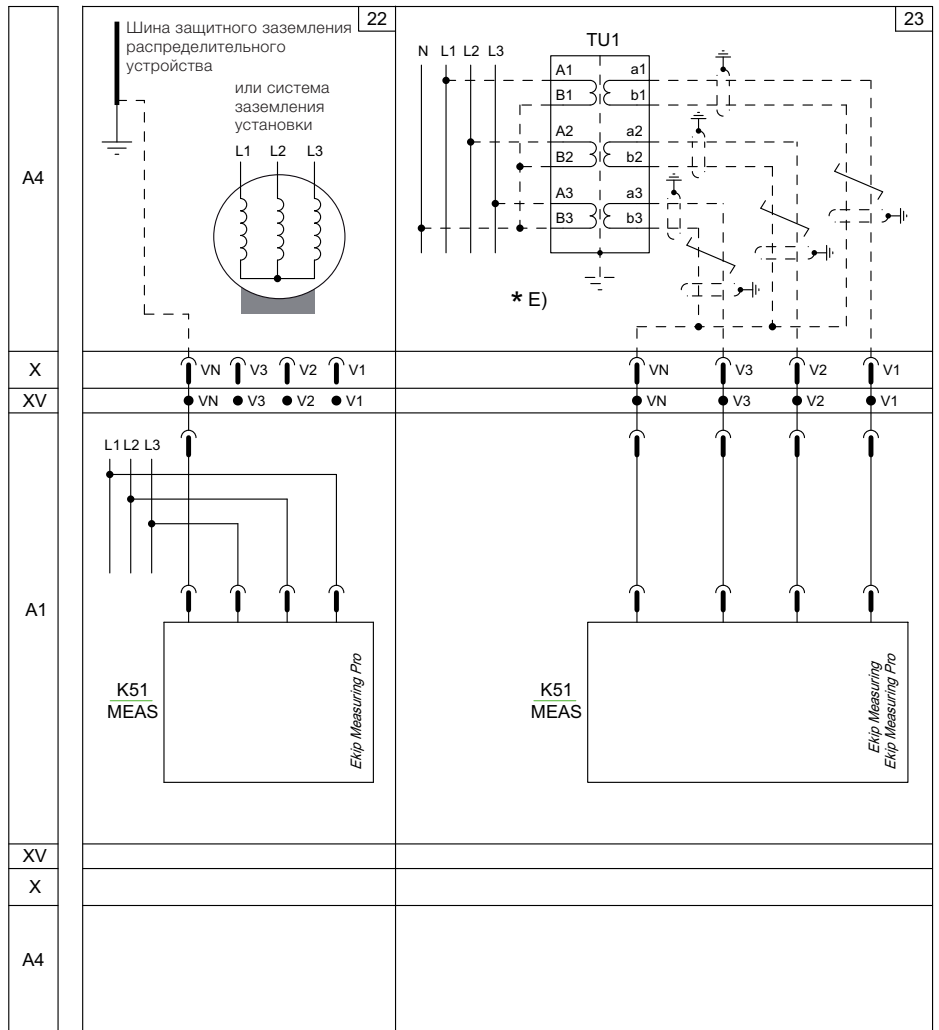 22
Шина защитного заземления
распределительного
устройства
или система
заземления
установки
L1 L2 L3
23
TU1
N L1 L2 L3
A1 a1
B1 b1
A2 a2
B2 b2
A3 a3
B3 b3
* E)
A4
X
VN V3 V2 V1
VN V3 V2 V1
XV
VN V3 V2 V1
VN V3 V2 V1
L1 L2 L3
A1
K51
MEAS
Ekip Measuring Pro
K51
MEAS
Ekip Measuring
Ekip Measuring Pro
XV
X
A4